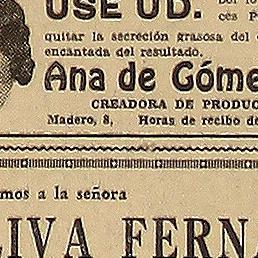 USE UD.
quitar la secreción grasosa del
encantada del resultado.
Ana de Góme
CREADORA DE PRODUC
Madero, 8, Horas de recibo de
mos a la señora
LIVA FERNA